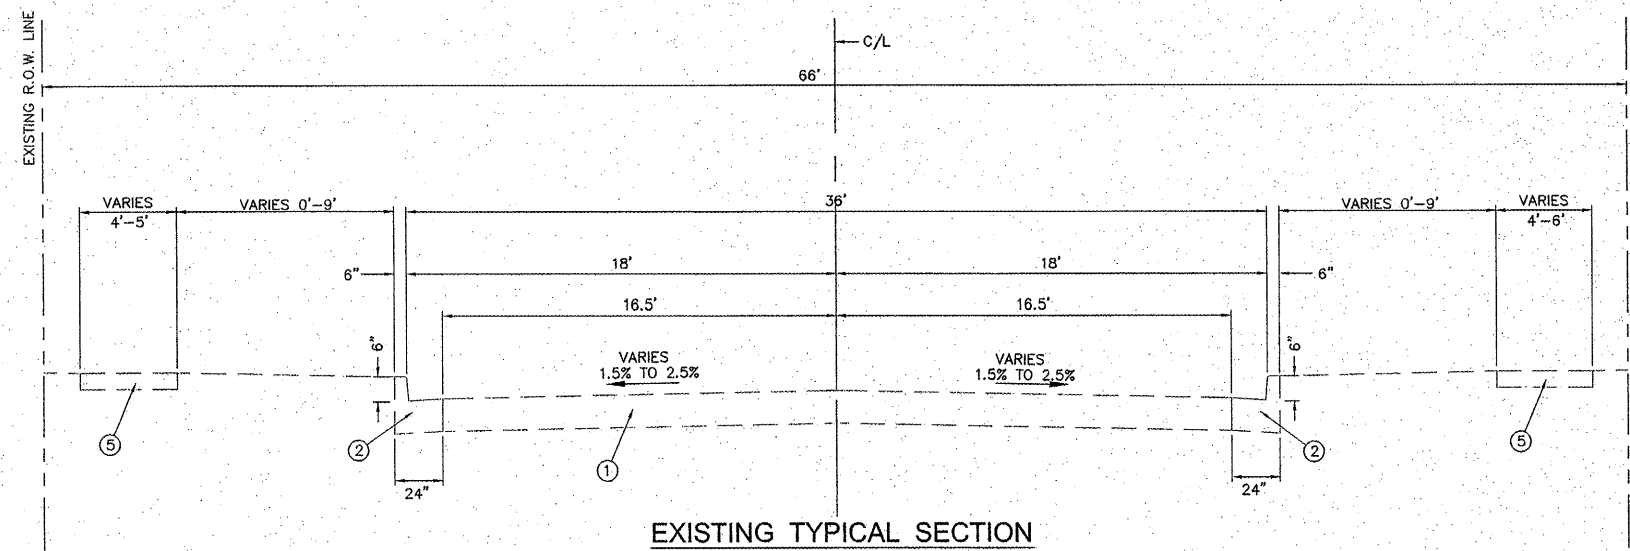 EXISTING R.O.W. LINE
C/L
66'
VARIES
4'-5'
VARIES 0'-9'
36'
VARIES 0'-9'
VARIES
4'-6'
6"
18'
18'
6"
16.5'
16.5'
6"
VARIES
1.5% TO 2.5%
VARIES
1.5% TO 2.5%
6"
5
2
1
2
5
24"
24"
EXISTING TYPICAL SECTION